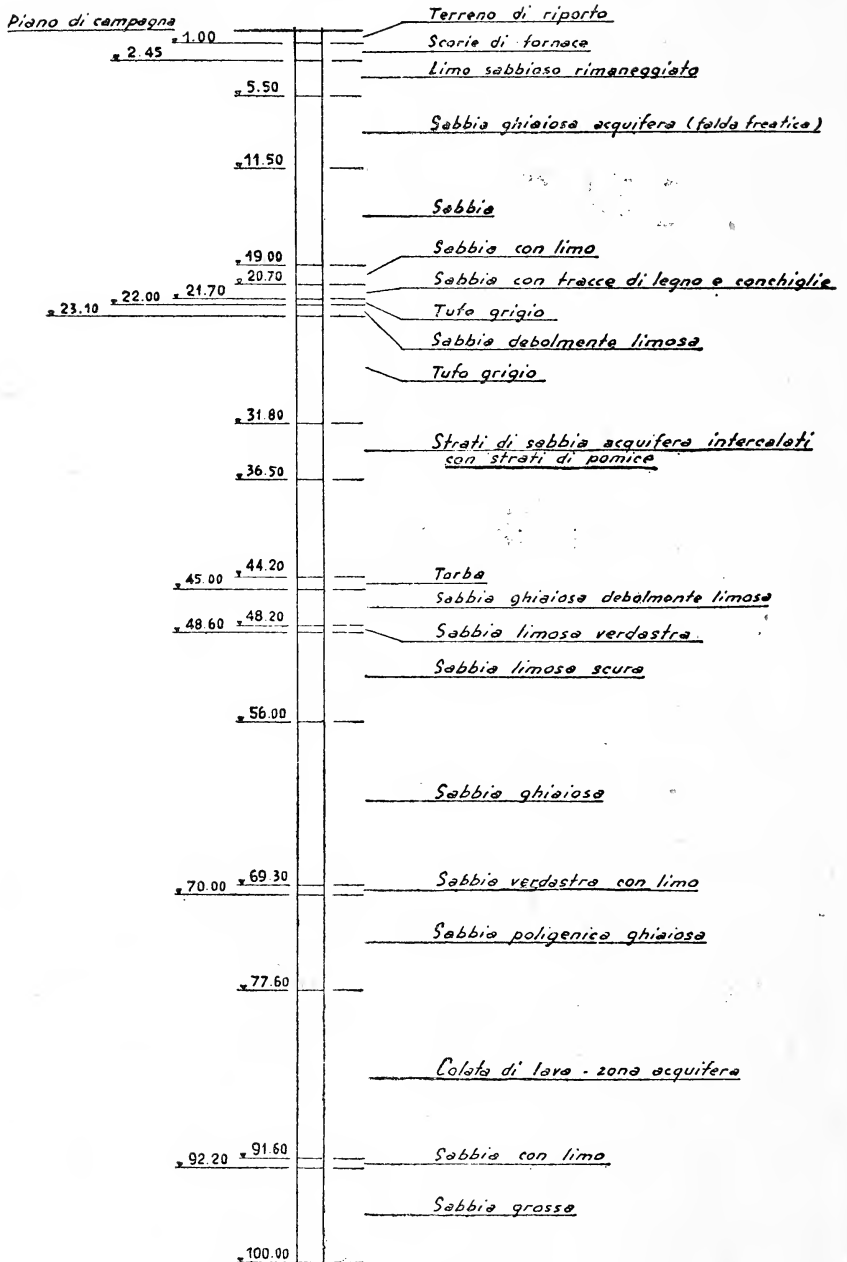 Piano di campagna
Terreno di riporto
1.00
Scorie di fornace
2.45
Limo sabbioso rimaneggiato
5.50
Sabbia ghiaiosa acquifera (falda freatica)
11.50
Sabbia
19.00
Sabbia con limo
20.70
Sabbia con tracce di legno e conchiglie
21.70
22.00
Tufo grigio
23.10
Sabbia debolmente limosa
Tufo grigio
31.80
Strati di sabbia acquifera intercalati
con strati di pomice
36.50
44.20
Torba
45.00
Sabbia ghiaiosa debolmente limosa
48.20
48.60
Sabbia limosa verdastra
Sabbia limosa scura
56.00
Sabbia ghiaiosa
69.30
Sabbia verdastra con limo
70.00
Sabbia poligenica ghiaiosa
77.60
Colata di lava - zona acquifera
91.60
Sabbia con limo
92.20
Sabbia grossa
100.00